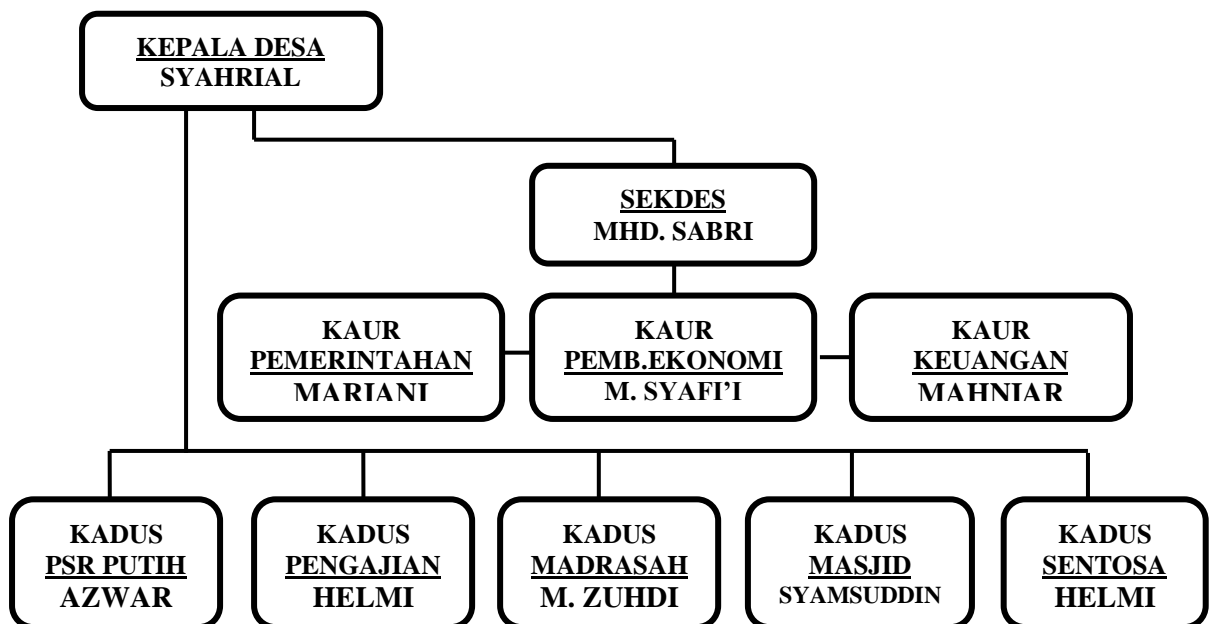 KEPALA DESA
SYAHRIAL
SEKDES
MHD. SABRI
KAUR
PEMERINTAHAN
MARIANI
KAUR
PEMB.EKONOMI
M. SYAFI’I
KAUR
KEUANGAN
MAHNIAR
KADUS
PSR PUTIH
AZWAR
KADUS
PENGAJIAN
HELMI
KADUS
MADRASAH
M. ZUHDI
KADUS
MASJID
SYAMSUDDIN
KADUS
SENTOSA
HELMI